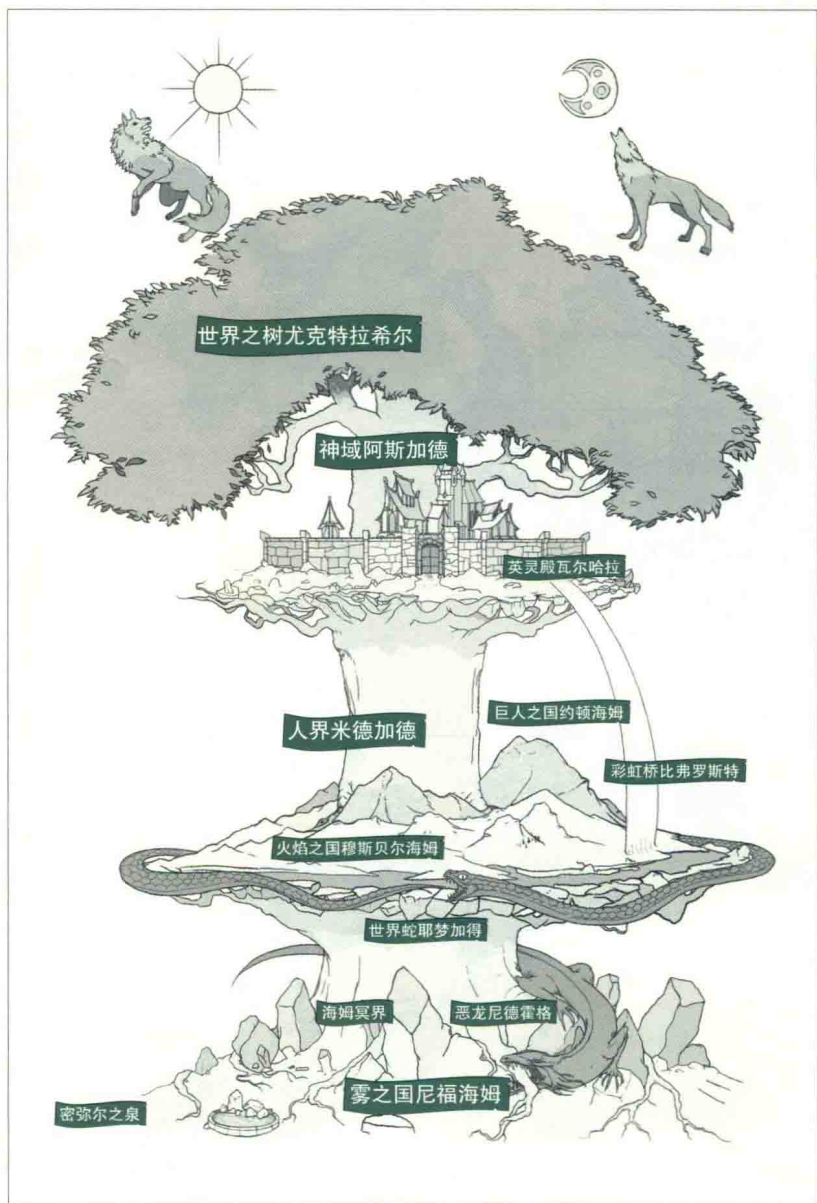 世界之树尤克特拉希尔
神域阿斯加德
英灵殿瓦尔哈拉
巨人之国约顿海姆
人界米德加德
彩虹桥比弗罗斯特
火焰之国穆斯贝尔海姆
世界蛇耶梦加得
海姆冥界
恶龙尼德霍格
雾之国尼福海姆
密弥尔之泉